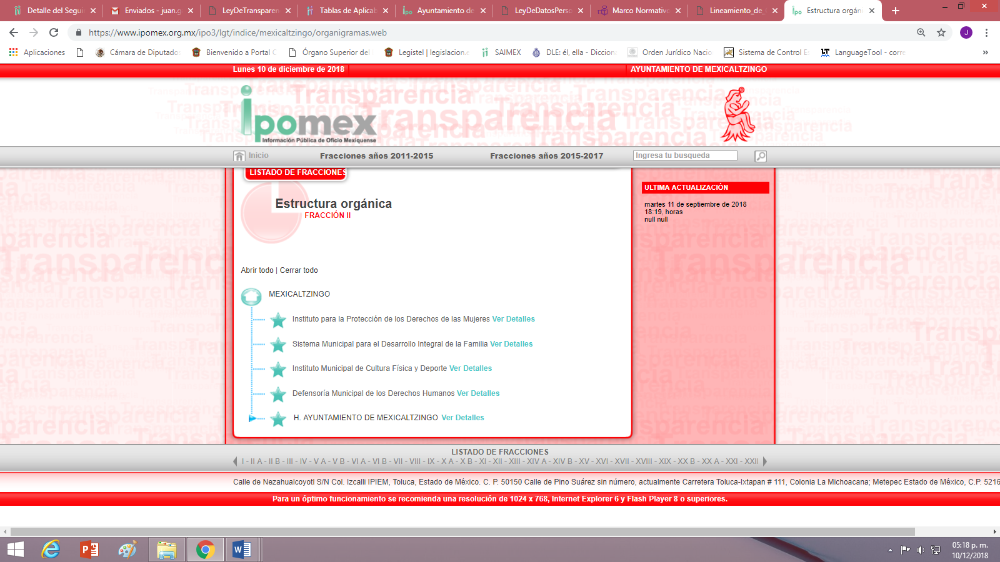 Detalle del Segui
Enviados - juan.g
LeyDeTransparen
Tablas de Aplicab
Ayuntamiento de
LeyDeDatosPerso
Marco Normativo
Lineamiento_de_
Estructura orgáni
https://www.ipomex.org.mx/ipo3/lgt/indice/mexicaltzingo/organigramas.web
J
Aplicaciones
Cámara de Diputados
Bienvenido a Portal
Órgano Superior del
Legistel | legislacion.e
SAIMEX
DLE: él, ella - Diccion
Orden Jurídico Nacio
Sistema de Control E
LanguageTool - corre
»
Lunes 10 de diciembre de 2018
AYUNTAMIENTO DE MEXICALTZINGO
Transparencia
ipomex
Información Pública de Oficio Mexiquense
Inicio
Fracciones años 2011-2015
Fracciones años 2015-2017
Ingresa tu busqueda
LISTADO DE FRACCIONES
Estructura orgánica
FRACCIÓN II
ULTIMA ACTUALIZACIÓN
martes 11 de septiembre de 2018
18:19, horas
null null
Abrir todo | Cerrar todo
MEXICALTZINGO
Instituto para la Protección de los Derechos de las Mujeres Ver Detalles
Sistema Municipal para el Desarrollo Integral de la Familia Ver Detalles
Instituto Municipal de Cultura Física y Deporte Ver Detalles
Defensoría Municipal de los Derechos Humanos Ver Detalles
H. AYUNTAMIENTO DE MEXICALTZINGO Ver Detalles
LISTADO DE FRACCIONES
I - II A - II B - III - IV - V A - V B - VI A - VI B - VII - VIII - IX - X A - X B - XI - XII - XIII - XIV A - XIV B - XV - XVI - XVII - XVIII - XIX - XX B - XX A - XXI - XXII
Calle de Nezahualcoyotl S/N Col. Izcalli IPIEM, Toluca, Estado de México. C. P. 50150 Calle de Pino Suárez sin número, actualmente Carretera Toluca-Ixtapan # 111, Colonia La Michoacana; Metepec Estado de México, C.P. 5216
Para un óptimo funcionamiento se recomienda una resolución de 1024 x 768, Internet Explorer 6 y Flash Player 8 o superiores.
05:18 p. m.
10/12/2018